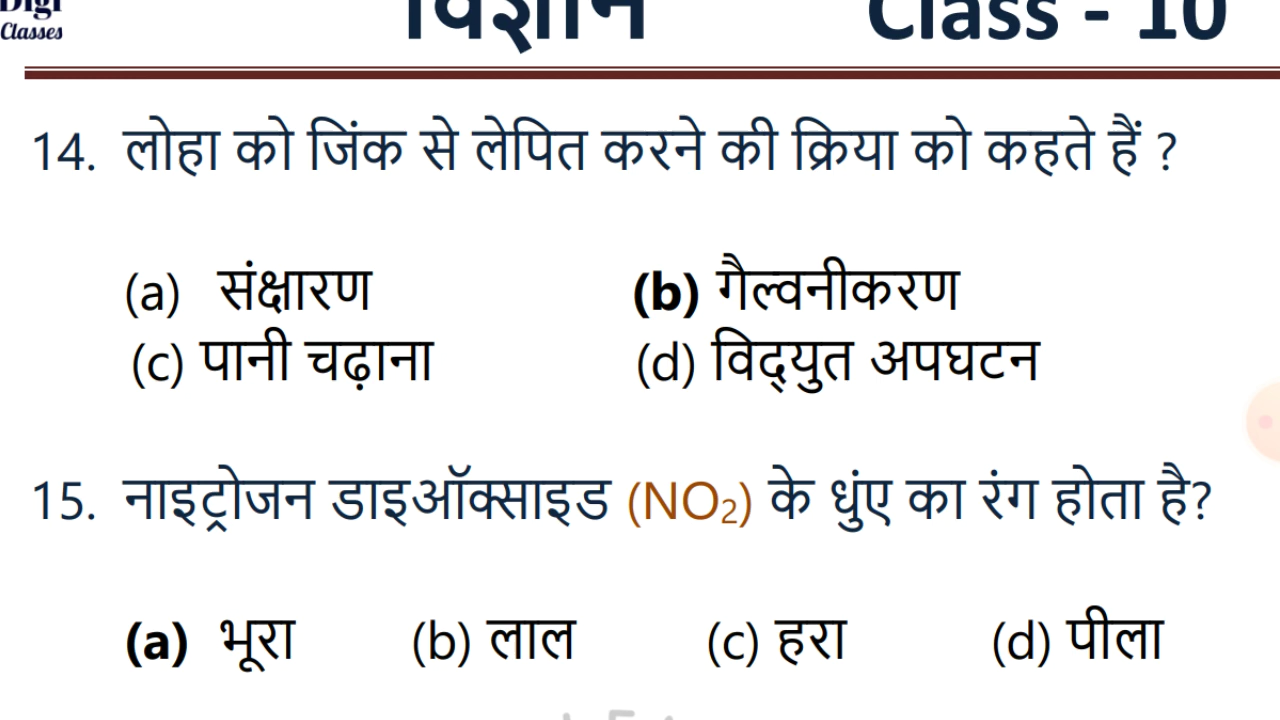 Digi
Classes
विज्ञान Class - 10
14. लोहा को जिंक से लेपित करने की क्रिया को कहते हैं ?
(a) संक्षारण (b) गैल्वनीकरण
(c) पानी चढ़ाना (d) विद्युत अपघटन
15. नाइट्रोजन डाइऑक्साइड (NO₂) के धुंए का रंग होता है?
(a) भूरा (b) लाल (c) हरा (d) पीला